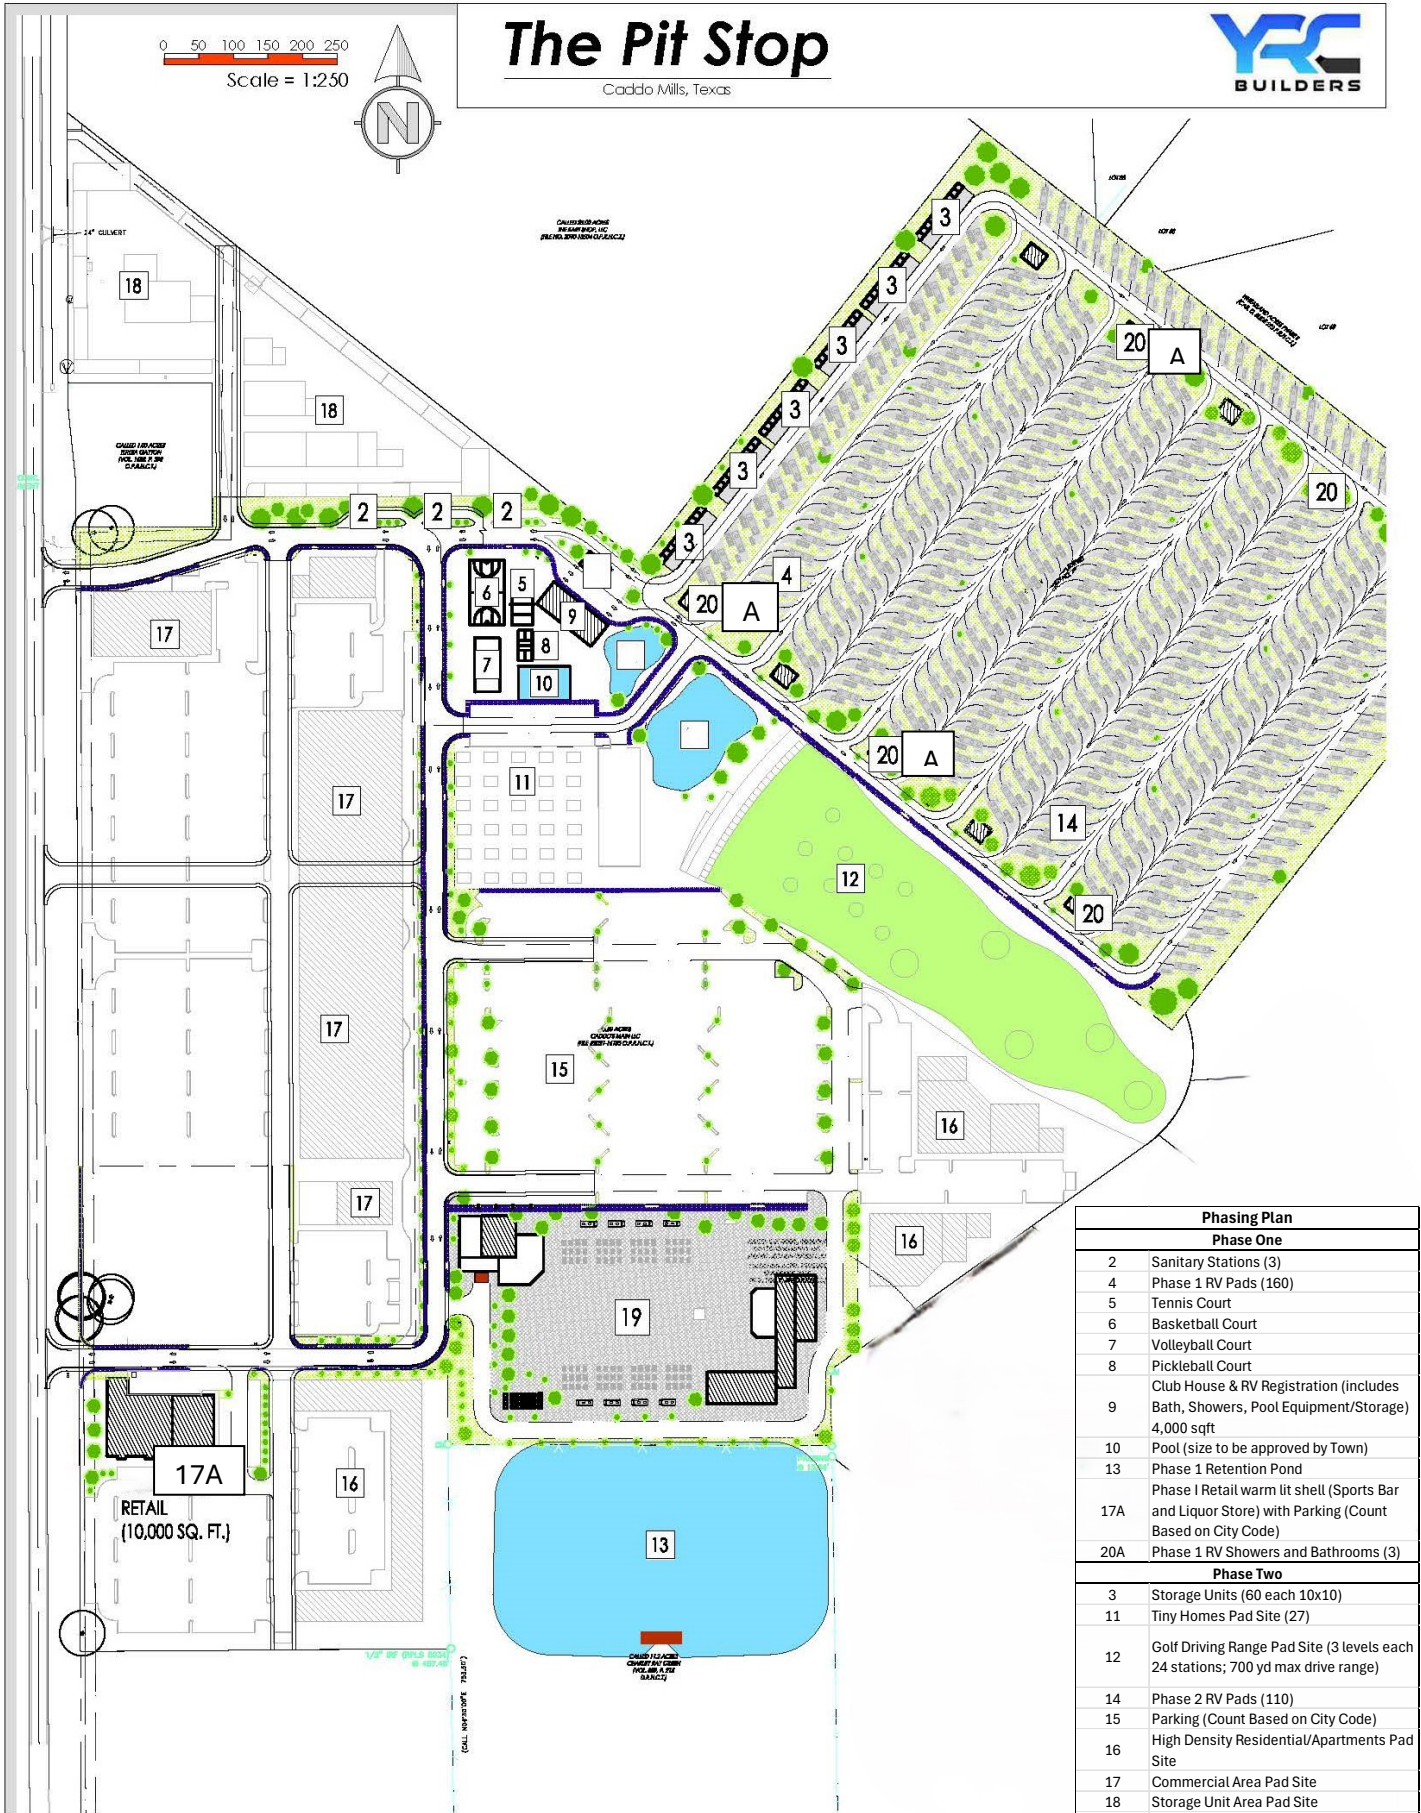 The Pit Stop
Caddo Mills, Texas
YRC
BUILDERS
0 50 100 150 200 250
Scale = 1:250
N
24" CULVERT
18
18
3
3
3
3
3
3
20 A
20
2 2 2
4
20 A
5
6
9
8
7
10
17
11
17
20 A
14
12
20
17
15
16
17
16
19
17A
RETAIL
(10,000 SQ. FT.)
16
13
Phasing Plan
Phase One
2 Sanitary Stations (3)
4 Phase 1 RV Pads (160)
5 Tennis Court
6 Basketball Court
7 Volleyball Court
8 Pickleball Court
9 Club House & RV Registration (includes
Bath, Showers, Pool Equipment/Storage)
4,000 sqft
10 Pool (size to be approved by Town)
13 Phase 1 Retention Pond
17A Phase I Retail warm lit shell (Sports Bar
and Liquor Store) with Parking (Count
Based on City Code)
20A Phase 1 RV Showers and Bathrooms (3)
Phase Two
3 Storage Units (60 each 10x10)
11 Tiny Homes Pad Site (27)
12 Golf Driving Range Pad Site (3 levels each
24 stations; 700 yd max drive range)
14 Phase 2 RV Pads (110)
15 Parking (Count Based on City Code)
16 High Density Residential/Apartments Pad
Site
17 Commercial Area Pad Site
18 Storage Unit Area Pad Site